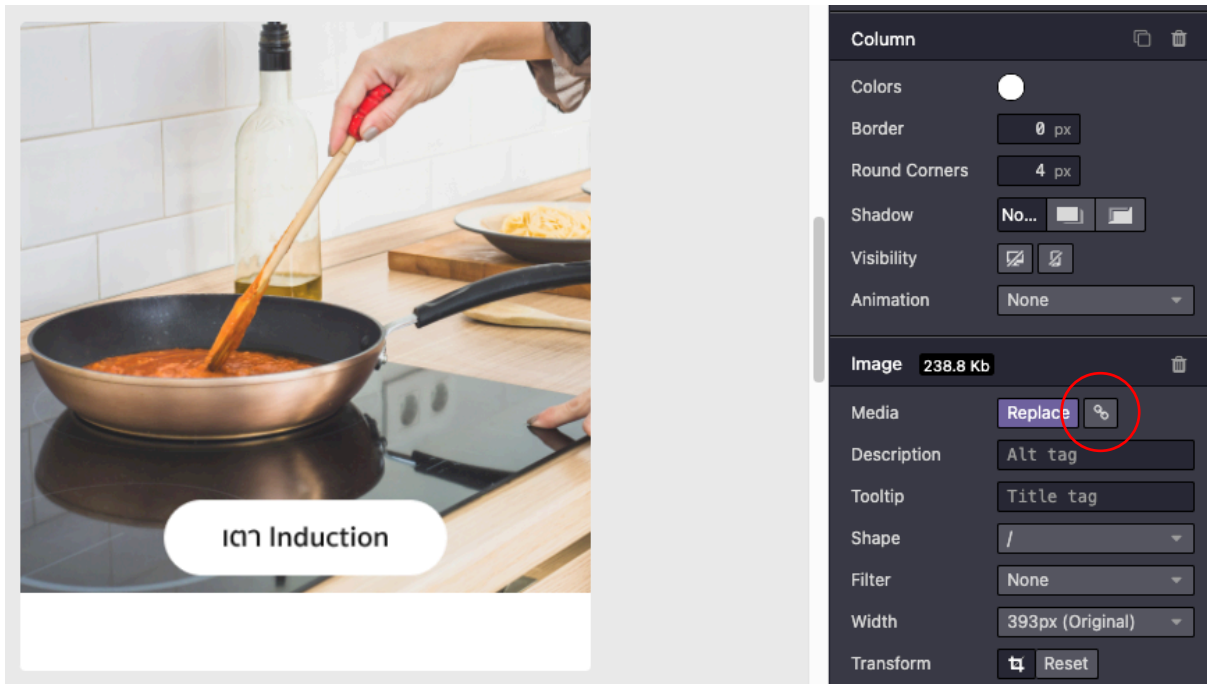 เตา Induction
Column
Colors
Border 0 px
Round Corners 4 px
Shadow No...
Visibility
Animation None
Image 238.8 Kb
Media Replace
Description Alt tag
Tooltip Title tag
Shape /
Filter None
Width 393px (Original)
Transform Reset